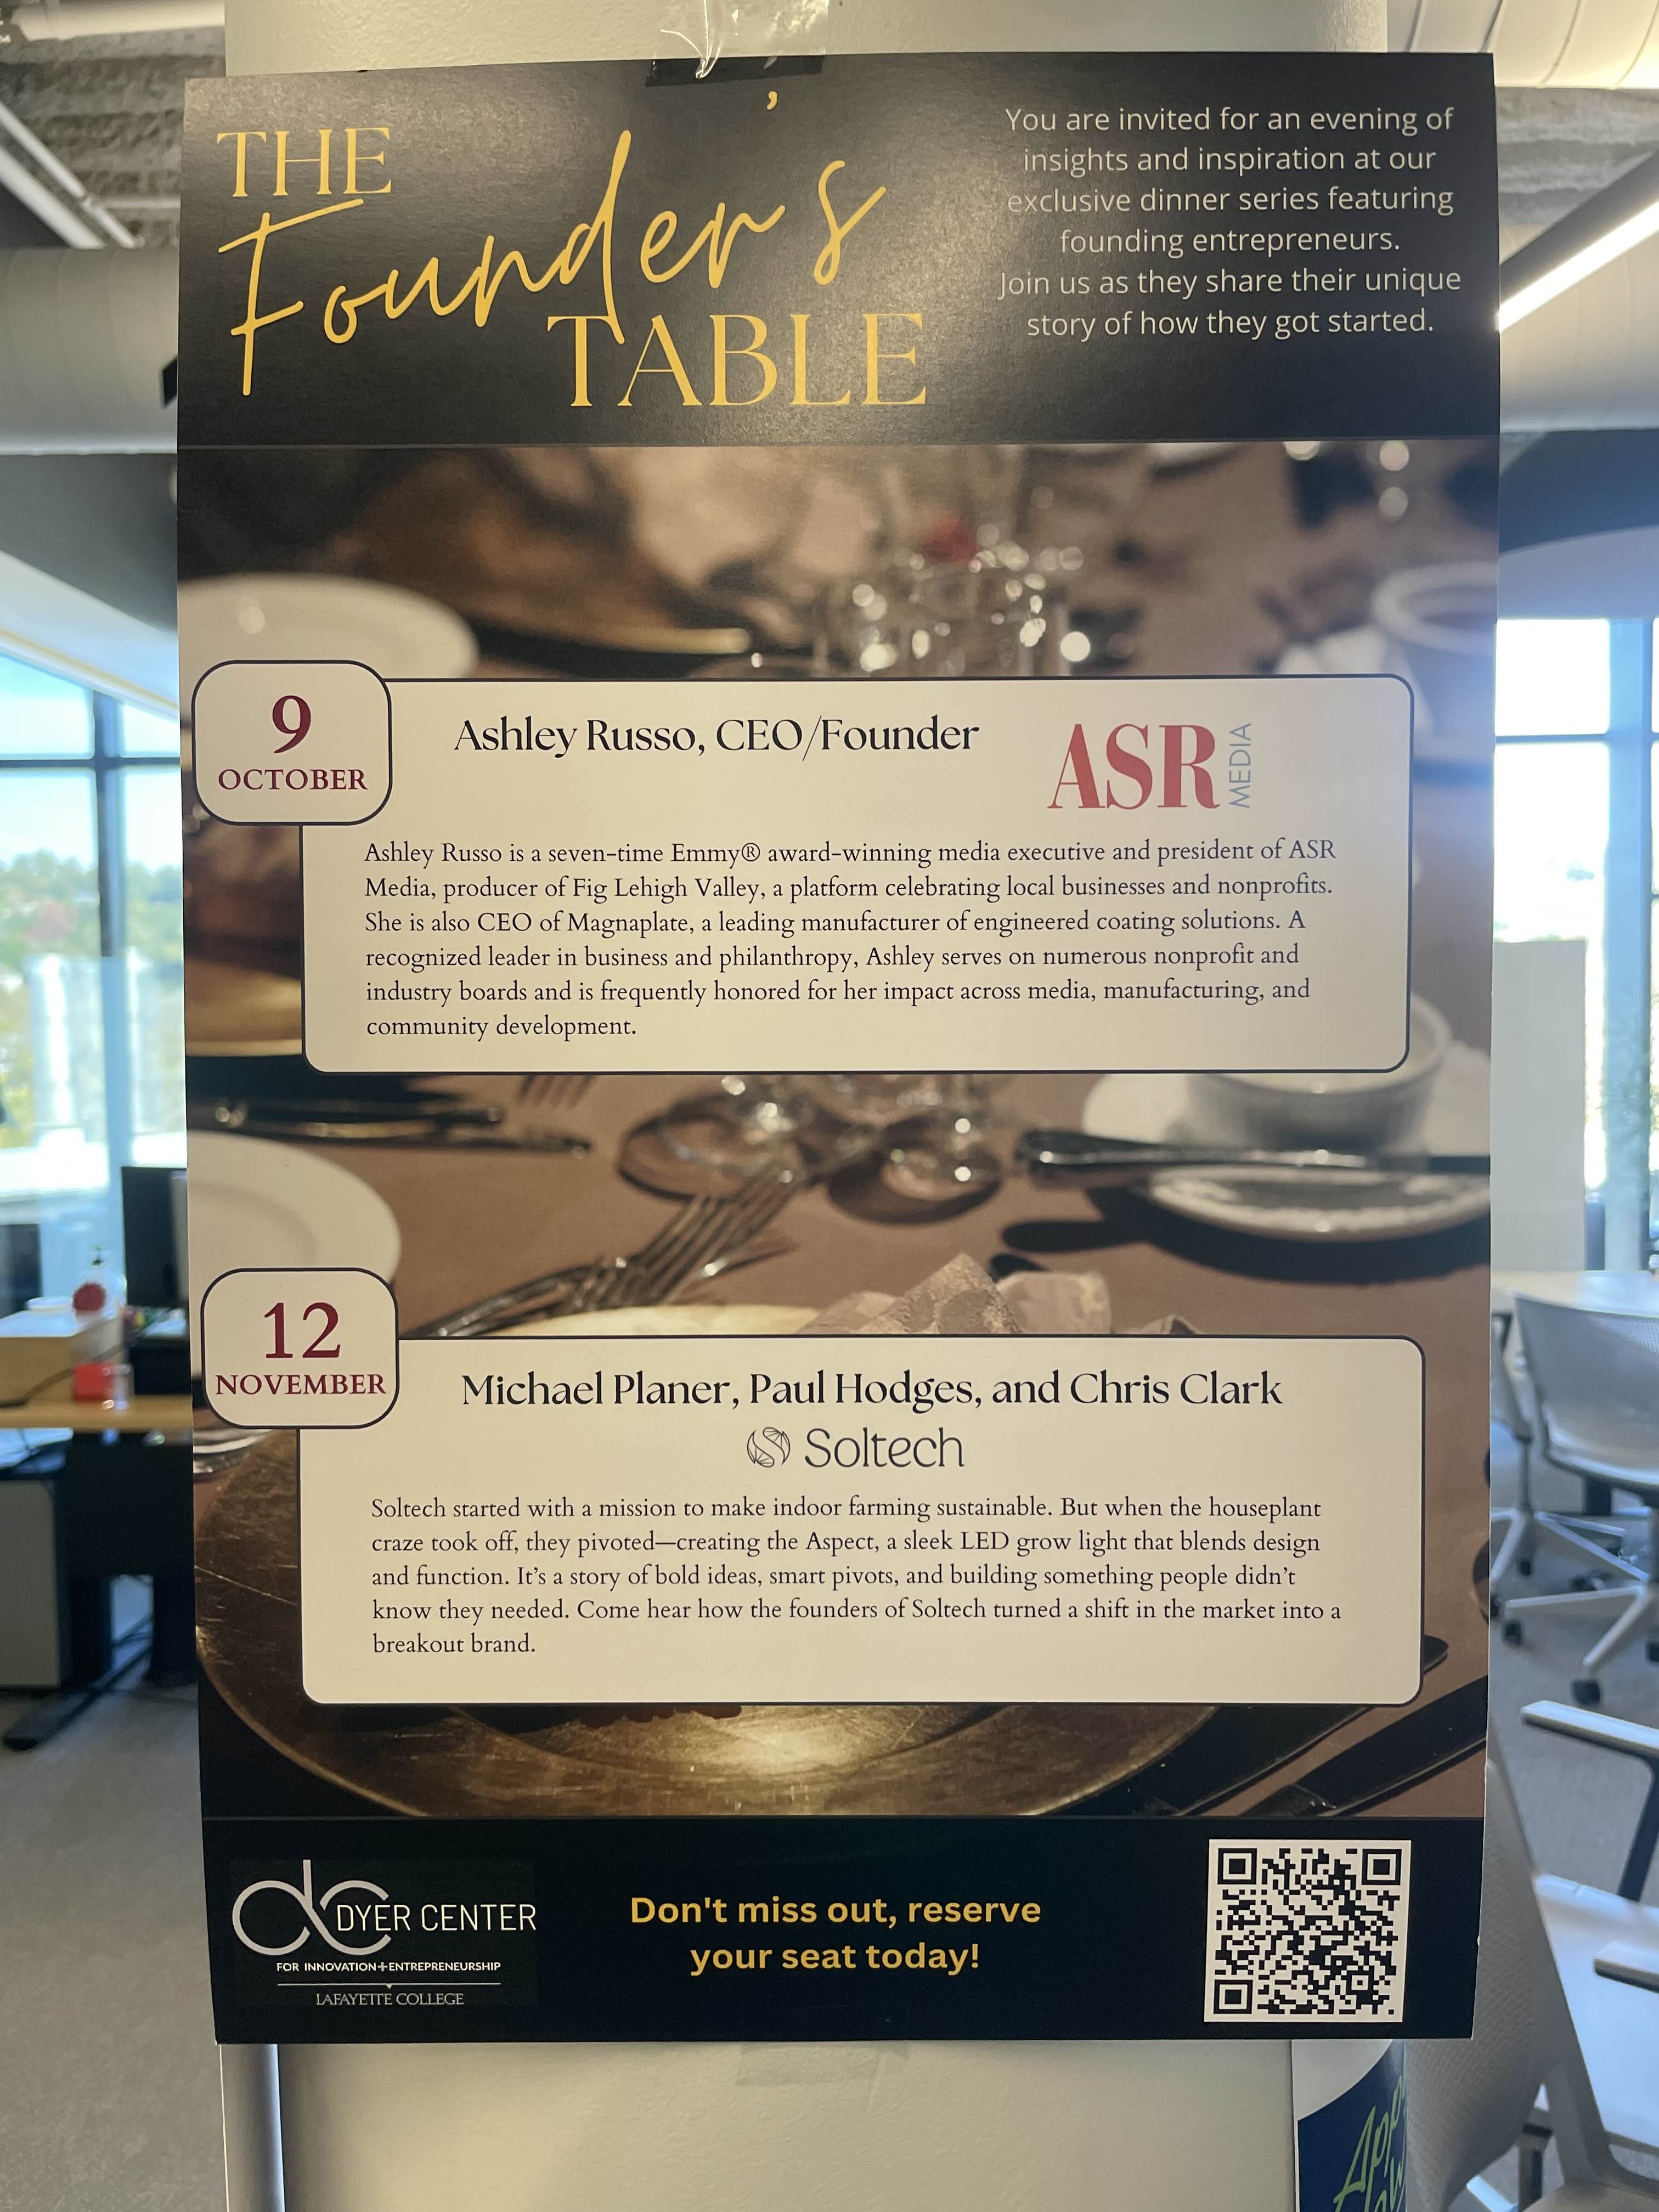 THE
Founder's
TABLE
You are invited for an evening of
insights and inspiration at our
exclusive dinner series featuring
founding entrepreneurs.
Join us as they share their unique
story of how they got started.
9
OCTOBER
Ashley Russo, CEO/Founder
ASR
MEDIA
Ashley Russo is a seven-time Emmy® award-winning media executive and president of ASR
Media, producer of Fig Lehigh Valley, a platform celebrating local businesses and nonprofits.
She is also CEO of Magnaplate, a leading manufacturer of engineered coating solutions. A
recognized leader in business and philanthropy, Ashley serves on numerous nonprofit and
industry boards and is frequently honored for her impact across media, manufacturing, and
community development.
12
NOVEMBER
Michael Planer, Paul Hodges, and Chris Clark
Soltech
Soltech started with a mission to make indoor farming sustainable. But when the houseplant
craze took off, they pivoted—creating the Aspect, a sleek LED grow light that blends design
and function. It's a story of bold ideas, smart pivots, and building something people didn't
know they needed. Come hear how the founders of Soltech turned a shift in the market into a
breakout brand.
dc DYER CENTER
FOR INNOVATION+ENTREPRENEURSHIP
LAFAYETTE COLLEGE
Don't miss out, reserve
your seat today!